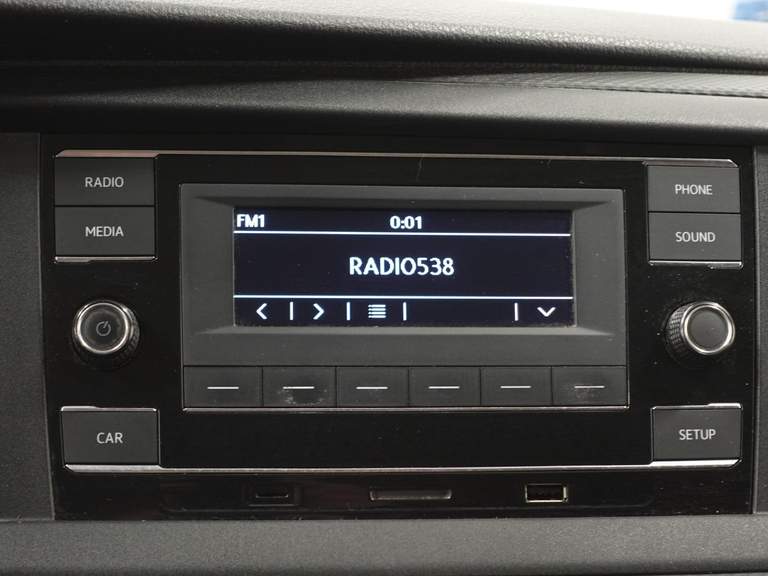 RADIO
MEDIA
FM1 0:01
RADIO538
PHONE
SOUND
CAR
SETUP